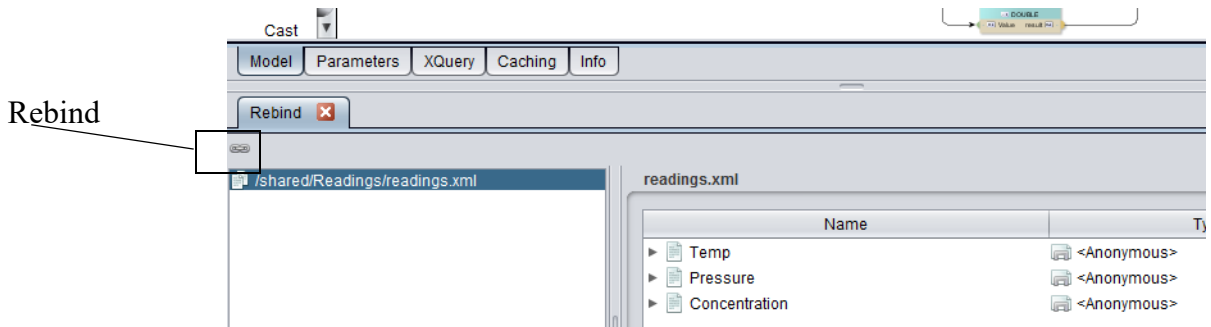 DOUBLE
Value result
Cast
Model Parameters XQuery Caching Info
Rebind
Rebind
/shared/Readings/readings.xml
readings.xml
Name Ty
Temp <Anonymous>
Pressure <Anonymous>
Concentration <Anonymous>